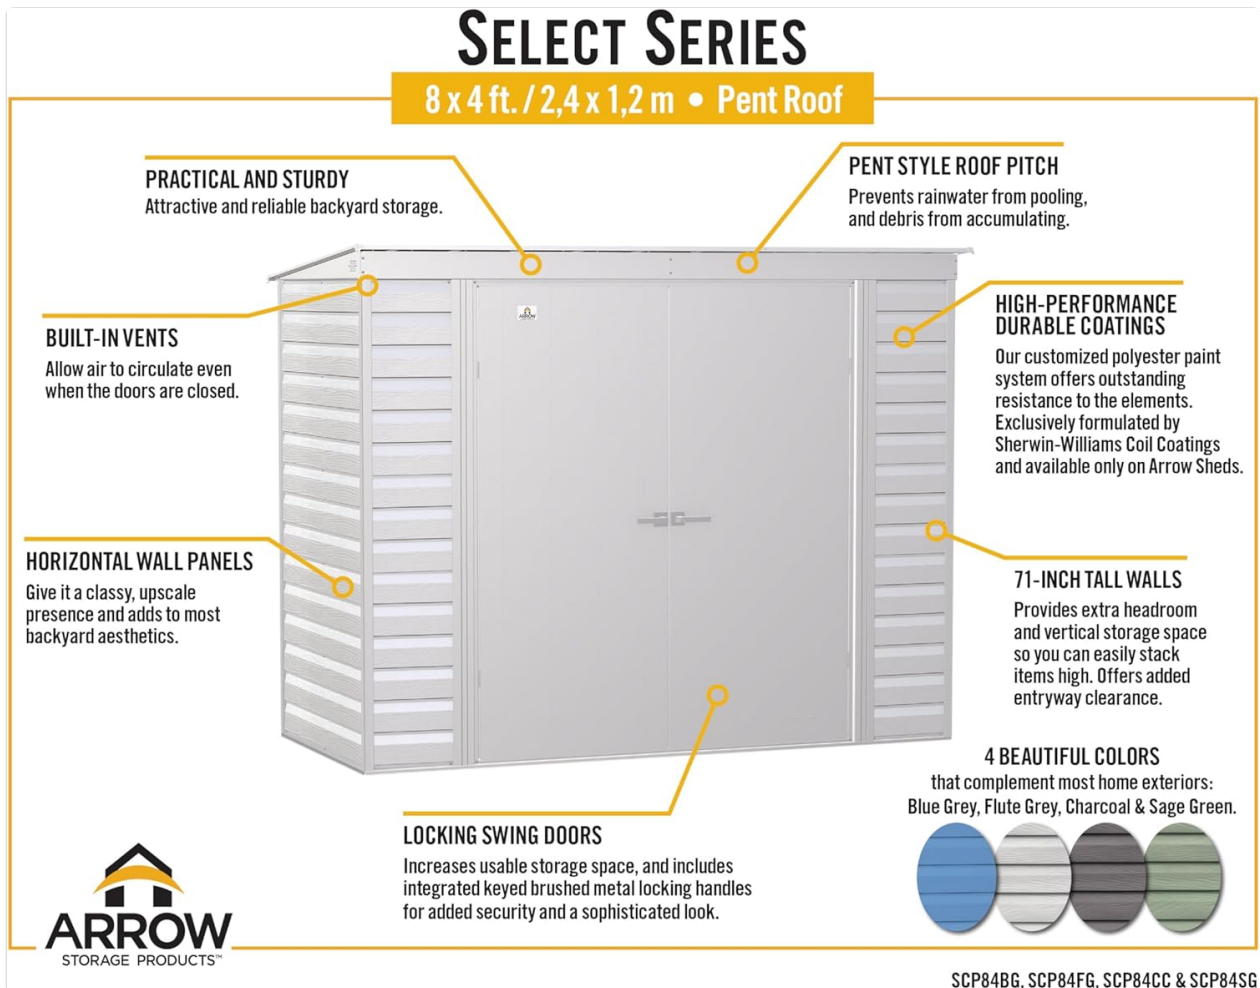 SELECT SERIES
8 x 4 ft. / 2,4 x 1,2 m • Pent Roof
PRACTICAL AND STURDY
Attractive and reliable backyard storage.
PENT STYLE ROOF PITCH
Prevents rainwater from pooling,
and debris from accumulating.
BUILT-IN VENTS
Allow air to circulate even
when the doors are closed.
ARROW
HIGH-PERFORMANCE
DURABLE COATINGS
Our customized polyester paint
system offers outstanding
resistance to the elements.
Exclusively formulated by
Sherwin-Williams Coil Coatings
and available only on Arrow Sheds.
HORIZONTAL WALL PANELS
Give it a classy, upscale
presence and adds to most
backyard aesthetics.
71-INCH TALL WALLS
Provides extra headroom
and vertical storage space
so you can easily stack
items high. Offers added
entryway clearance.
LOCKING SWING DOORS
Increases usable storage space, and includes
integrated keyed brushed metal locking handles
for added security and a sophisticated look.
4 BEAUTIFUL COLORS
that complement most home exteriors:
Blue Grey, Flute Grey, Charcoal & Sage Green.
ARROW
STORAGE PRODUCTS™
SCP84BG, SCP84FG, SCP84CC & SCP84SG